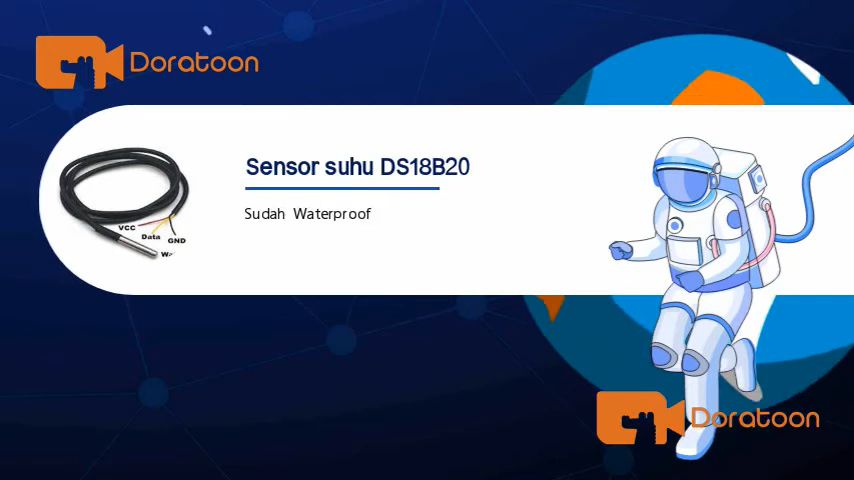 Doratoon
Sensor suhu DS18B20
Sudah Waterproof
VCC
Data
GND
Doratoon